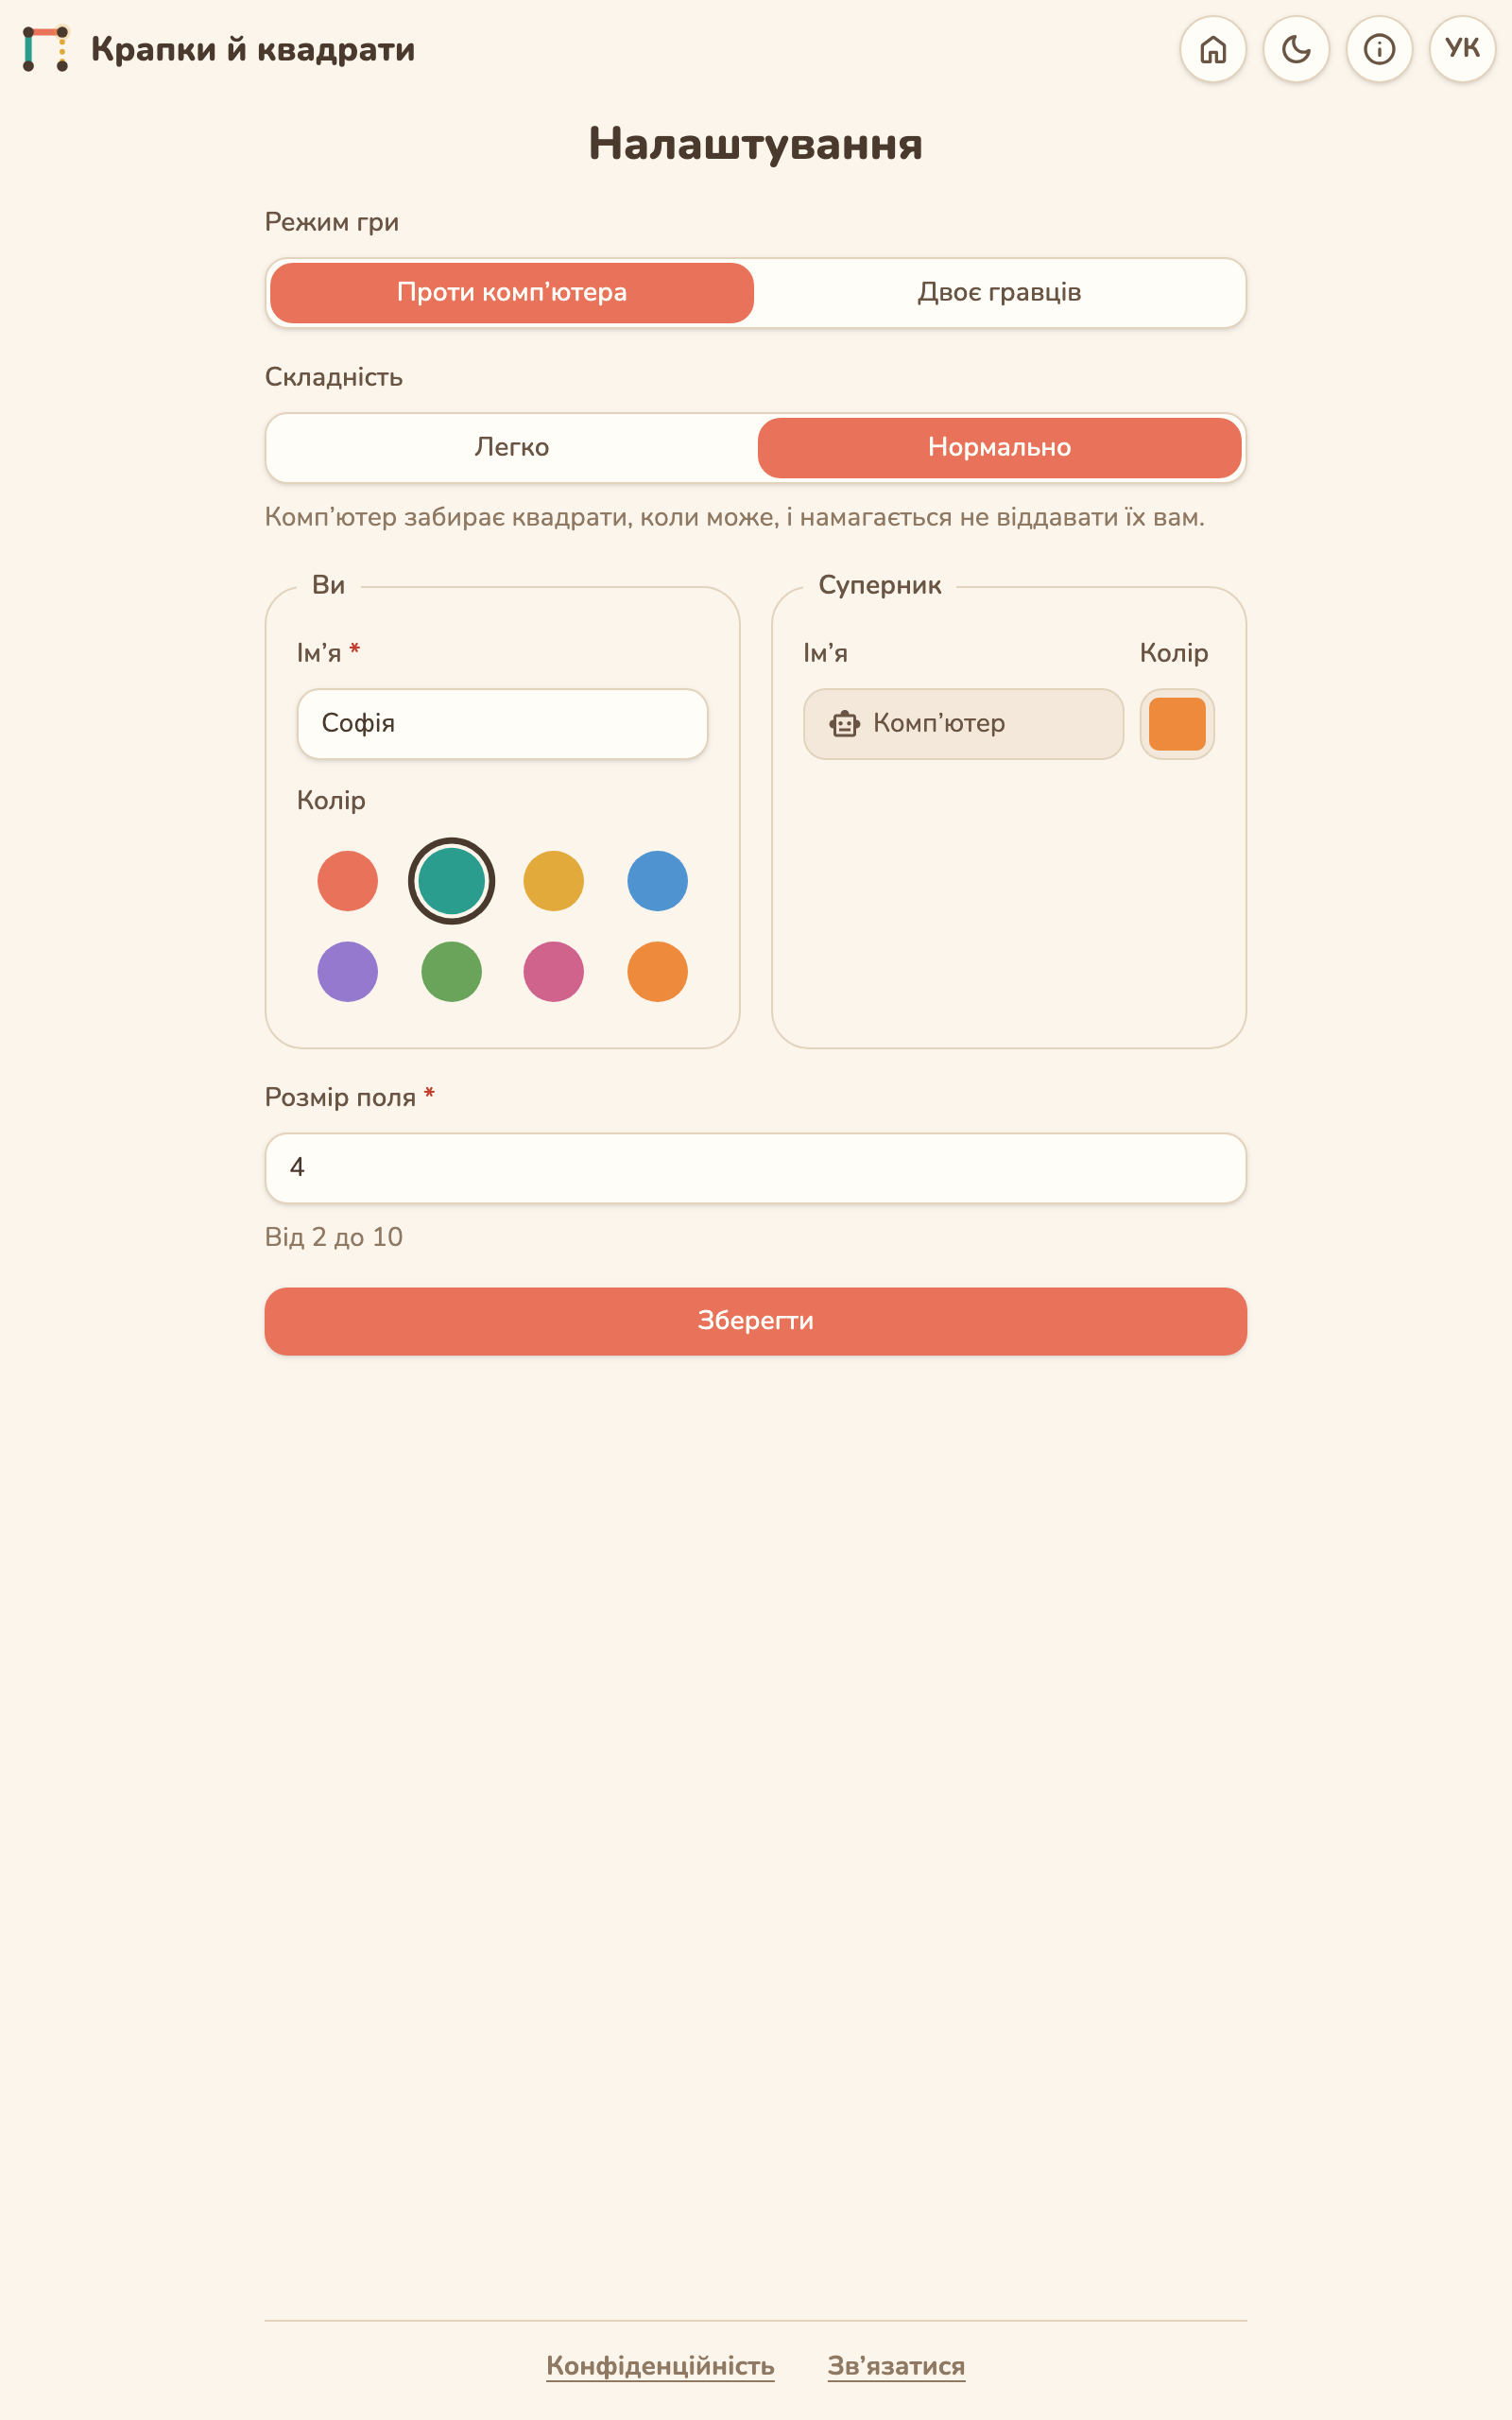 Крапки й квадрати
УК
Налаштування
Режим гри
Проти комп’ютера
Двоє гравців
Складність
Легко
Нормально
Комп’ютер забирає квадрати, коли може, і намагається не віддавати їх вам.
Ви
Ім’я *
Софія
Колір
Суперник
Ім’я
Колір
Комп’ютер
Розмір поля *
4
Від 2 до 10
Зберегти
Конфіденційність
Зв’язатися